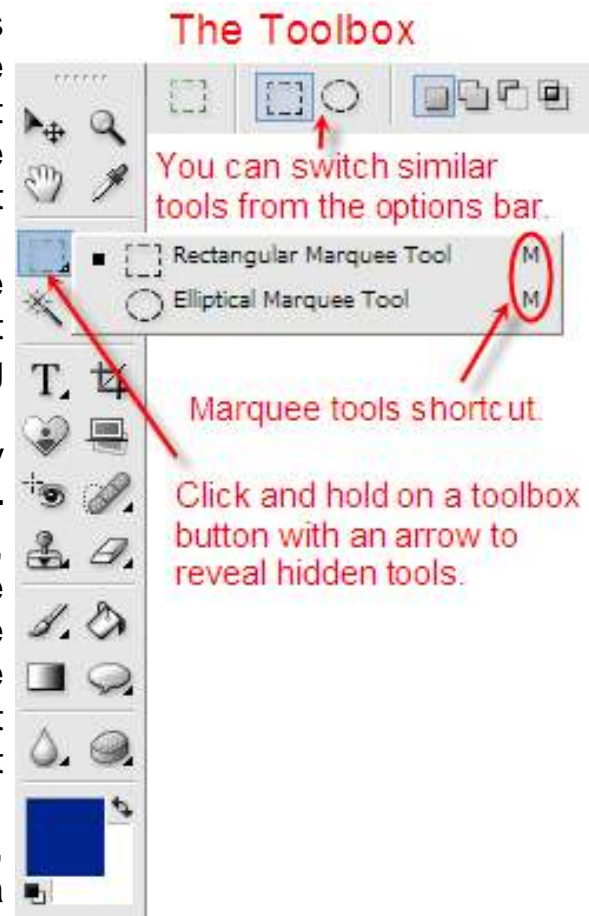 The Toolbox
You can switch similar
tools from the options bar.
Rectangular Marquee Tool M
Elliptical Marquee Tool M
Marquee tools shortcut.
Click and hold on a toolbox
button with an arrow to
reveal hidden tools.